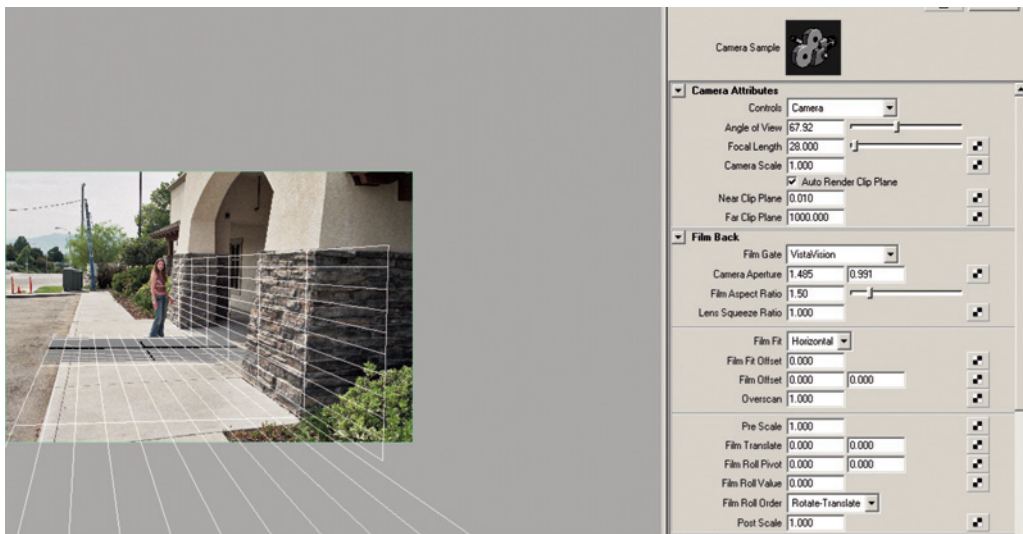 Camera Sample
Camera Attributes
Controls Camera
Angle of View 67.92
Focal Length 28.000
Camera Scale 1.000
Auto Render Clip Plane
Near Clip Plane 0.010
Far Clip Plane 1000.000
Film Back
Film Gate VistaVision
Camera Aperture 1.485 0.991
Film Aspect Ratio 1.50
Lens Squeeze Ratio 1.000
Film Fit Horizontal
Film Fit Offset 0.000
Film Offset 0.000 0.000
Overscan 1.000
Pre Scale 1.000
Film Translate 0.000 0.000
Film Roll Pivot 0.000 0.000
Film Roll Value 0.000
Film Roll Order Rotate-Translate
Post Scale 1.000